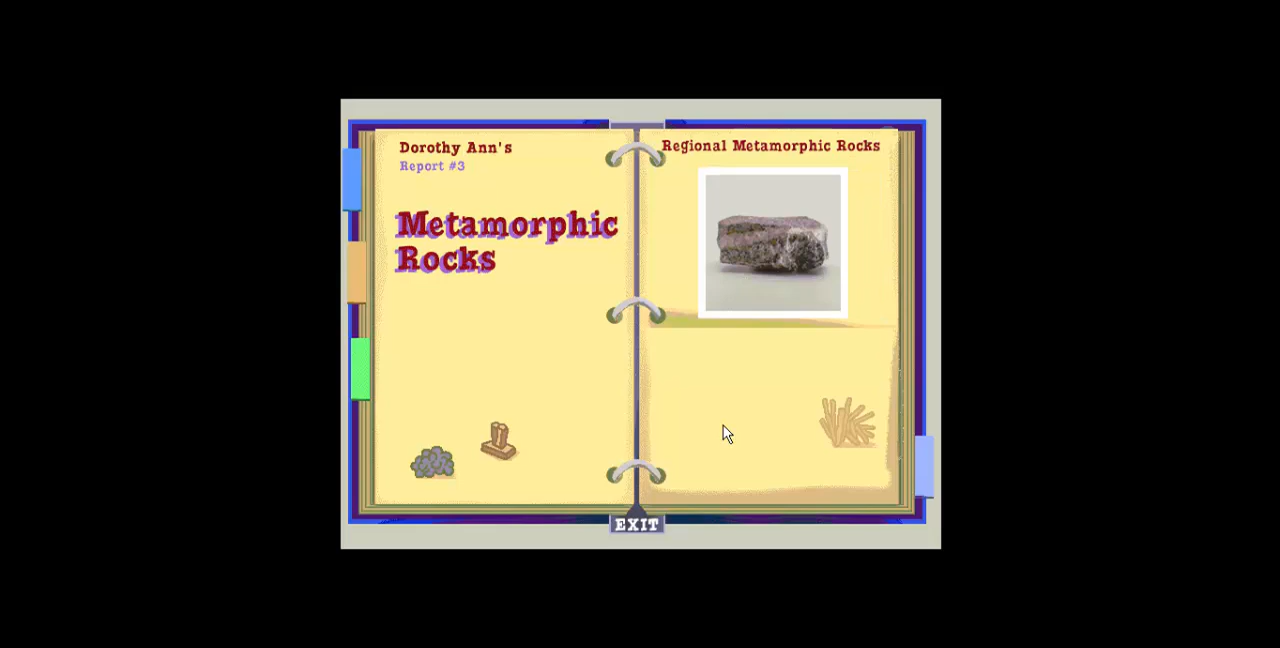 Dorothy Ann's
Report #3
Metamorphic
Rocks
Regional Metamorphic Rocks
EXIT